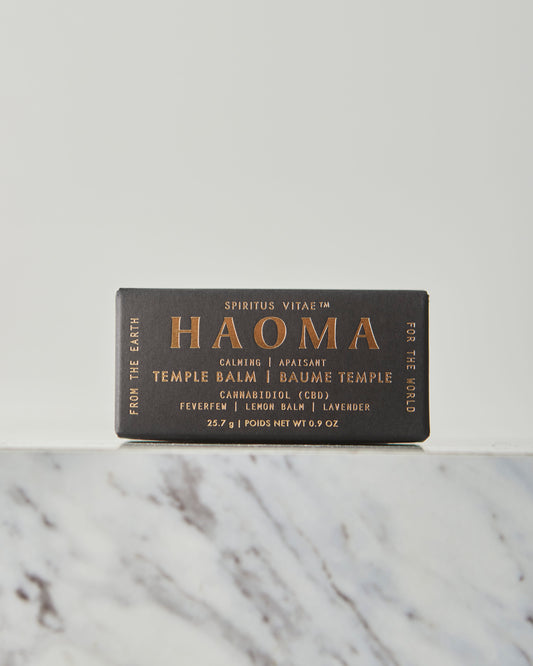 SPIRITUS VITAE™
HAOMA
CALMING | APAISANT
TEMPLE BALM | BAUME TEMPLE
CANNABIDIOL (CBD)
FEVERFEW | LEMON BALM | LAVENDER
25.7 g | POIDS NET WT 0.9 OZ
FROM THE EARTH
FOR THE WORLD